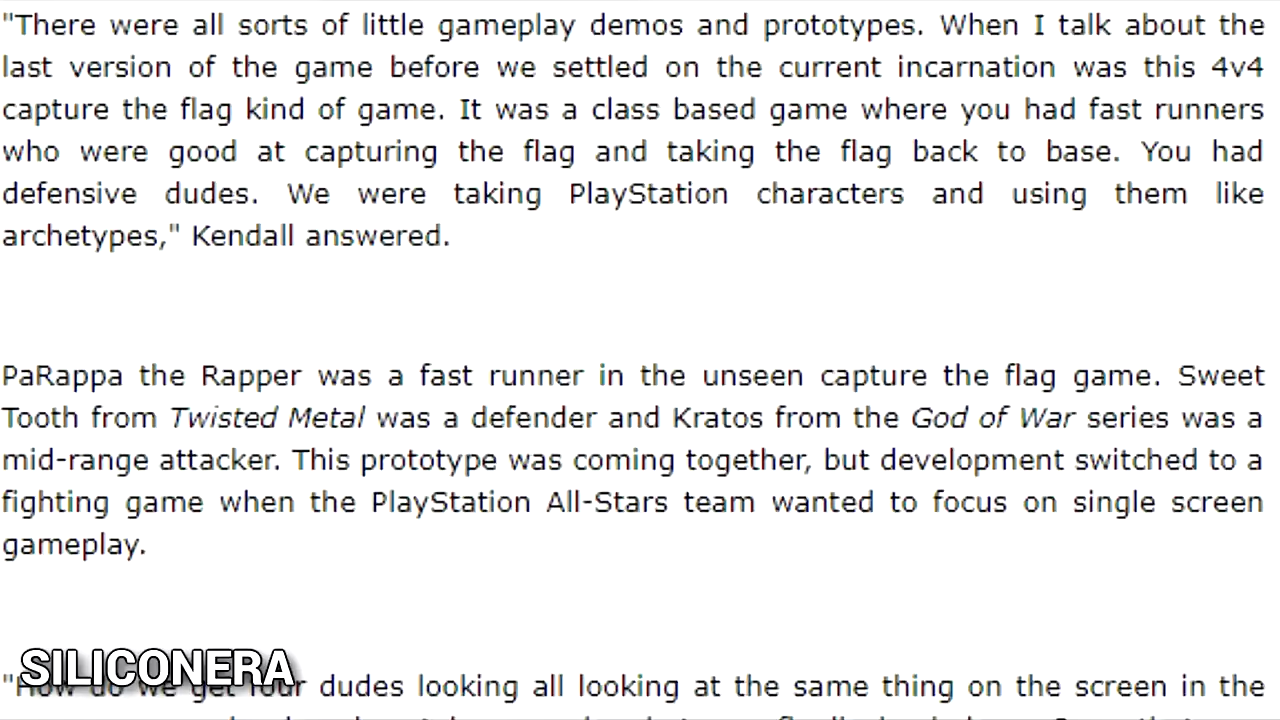 "There were all sorts of little gameplay demos and prototypes. When I talk about the
last version of the game before we settled on the current incarnation was this 4v4
capture the flag kind of game. It was a class based game where you had fast runners
who were good at capturing the flag and taking the flag back to base. You had
defensive dudes. We were taking PlayStation characters and using them like
archetypes," Kendall answered.
PaRappa the Rapper was a fast runner in the unseen capture the flag game. Sweet
Tooth from Twisted Metal was a defender and Kratos from the God of War series was a
mid-range attacker. This prototype was coming together, but development switched to a
fighting game when the PlayStation All-Stars team wanted to focus on single screen
gameplay.
SILICONERA
"How do we get four dudes looking all looking at the same thing on the screen in the